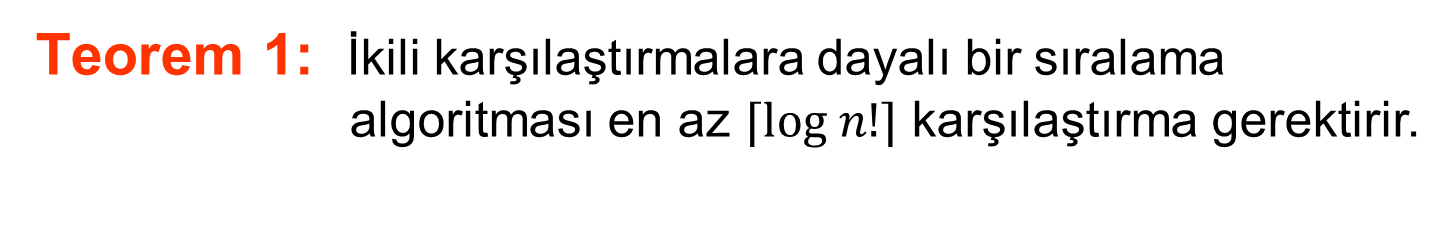 Teorem 1: İkili karşılaştırmalara dayalı bir sıralama
algoritması en az ⌈log n!⌉ karşılaştırma gerektirir.